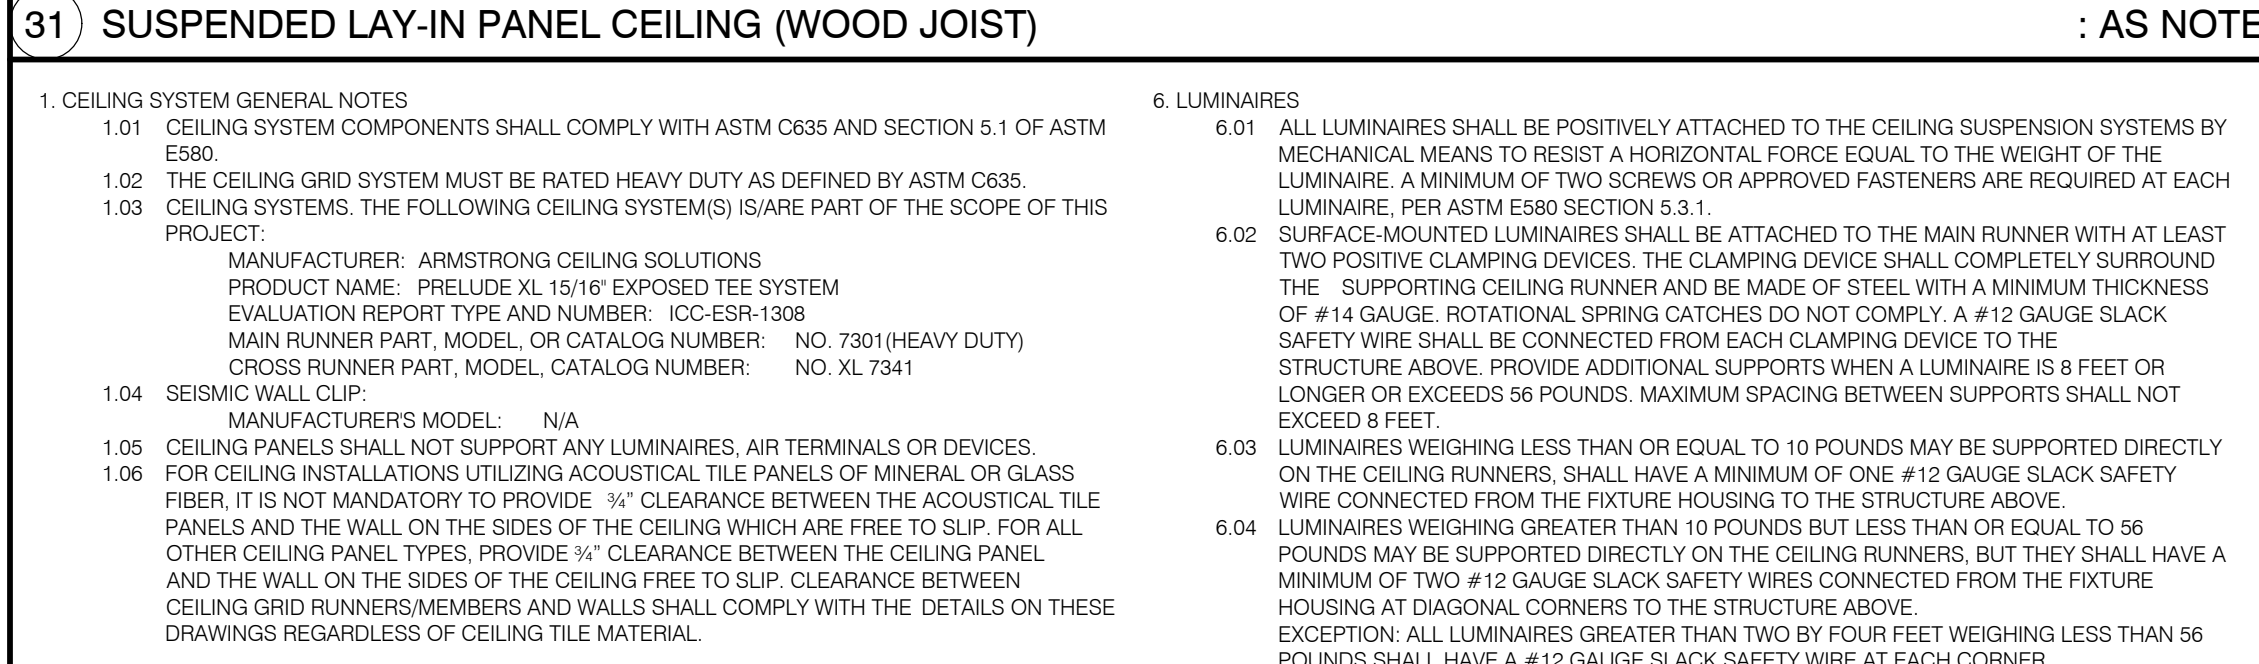 31 SUSPENDED LAY-IN PANEL CEILING (WOOD JOIST)
: AS NOTE
1. CEILING SYSTEM GENERAL NOTES
1.01 CEILING SYSTEM COMPONENTS SHALL COMPLY WITH ASTM C635 AND SECTION 5.1 OF ASTM
E580.
1.02 THE CEILING GRID SYSTEM MUST BE RATED HEAVY DUTY AS DEFINED BY ASTM C635.
1.03 CEILING SYSTEMS. THE FOLLOWING CEILING SYSTEM(S) IS/ARE PART OF THE SCOPE OF THIS
PROJECT:
MANUFACTURER: ARMSTRONG CEILING SOLUTIONS
PRODUCT NAME: PRELUDE XL 15/16" EXPOSED TEE SYSTEM
EVALUATION REPORT TYPE AND NUMBER: ICC-ESR-1308
MAIN RUNNER PART, MODEL, OR CATALOG NUMBER: NO. 7301(HEAVY DUTY)
CROSS RUNNER PART, MODEL, CATALOG NUMBER: NO. XL 7341
1.04 SEISMIC WALL CLIP:
MANUFACTURER'S MODEL: N/A
1.05 CEILING PANELS SHALL NOT SUPPORT ANY LUMINAIRES, AIR TERMINALS OR DEVICES.
1.06 FOR CEILING INSTALLATIONS UTILIZING ACOUSTICAL TILE PANELS OF MINERAL OR GLASS
FIBER, IT IS NOT MANDATORY TO PROVIDE ¾” CLEARANCE BETWEEN THE ACOUSTICAL TILE
PANELS AND THE WALL ON THE SIDES OF THE CEILING WHICH ARE FREE TO SLIP. FOR ALL
OTHER CEILING PANEL TYPES, PROVIDE ¾” CLEARANCE BETWEEN THE CEILING PANEL
AND THE WALL ON THE SIDES OF THE CEILING FREE TO SLIP. CLEARANCE BETWEEN
CEILING GRID RUNNERS/MEMBERS AND WALLS SHALL COMPLY WITH THE DETAILS ON THESE
DRAWINGS REGARDLESS OF CEILING TILE MATERIAL.
6. LUMINAIRES
6.01 ALL LUMINAIRES SHALL BE POSITIVELY ATTACHED TO THE CEILING SUSPENSION SYSTEMS BY
MECHANICAL MEANS TO RESIST A HORIZONTAL FORCE EQUAL TO THE WEIGHT OF THE
LUMINAIRE. A MINIMUM OF TWO SCREWS OR APPROVED FASTENERS ARE REQUIRED AT EACH
LUMINAIRE, PER ASTM E580 SECTION 5.3.1.
6.02 SURFACE-MOUNTED LUMINAIRES SHALL BE ATTACHED TO THE MAIN RUNNER WITH AT LEAST
TWO POSITIVE CLAMPING DEVICES. THE CLAMPING DEVICE SHALL COMPLETELY SURROUND
THE SUPPORTING CEILING RUNNER AND BE MADE OF STEEL WITH A MINIMUM THICKNESS
OF #14 GAUGE. ROTATIONAL SPRING CATCHES DO NOT COMPLY. A #12 GAUGE SLACK
SAFETY WIRE SHALL BE CONNECTED FROM EACH CLAMPING DEVICE TO THE
STRUCTURE ABOVE. PROVIDE ADDITIONAL SUPPORTS WHEN A LUMINAIRE IS 8 FEET OR
LONGER OR EXCEEDS 56 POUNDS. MAXIMUM SPACING BETWEEN SUPPORTS SHALL NOT
EXCEED 8 FEET.
6.03 LUMINAIRES WEIGHING LESS THAN OR EQUAL TO 10 POUNDS MAY BE SUPPORTED DIRECTLY
ON THE CEILING RUNNERS, SHALL HAVE A MINIMUM OF ONE #12 GAUGE SLACK SAFETY
WIRE CONNECTED FROM THE FIXTURE HOUSING TO THE STRUCTURE ABOVE.
6.04 LUMINAIRES WEIGHING GREATER THAN 10 POUNDS BUT LESS THAN OR EQUAL TO 56
POUNDS MAY BE SUPPORTED DIRECTLY ON THE CEILING RUNNERS, BUT THEY SHALL HAVE A
MINIMUM OF TWO #12 GAUGE SLACK SAFETY WIRES CONNECTED FROM THE FIXTURE
HOUSING AT DIAGONAL CORNERS TO THE STRUCTURE ABOVE.
EXCEPTION: ALL LUMINAIRES GREATER THAN TWO BY FOUR FEET WEIGHING LESS THAN 56
POUNDS SHALL HAVE A #12 GAUGE SLACK SAFETY WIRE AT EACH CORNER.